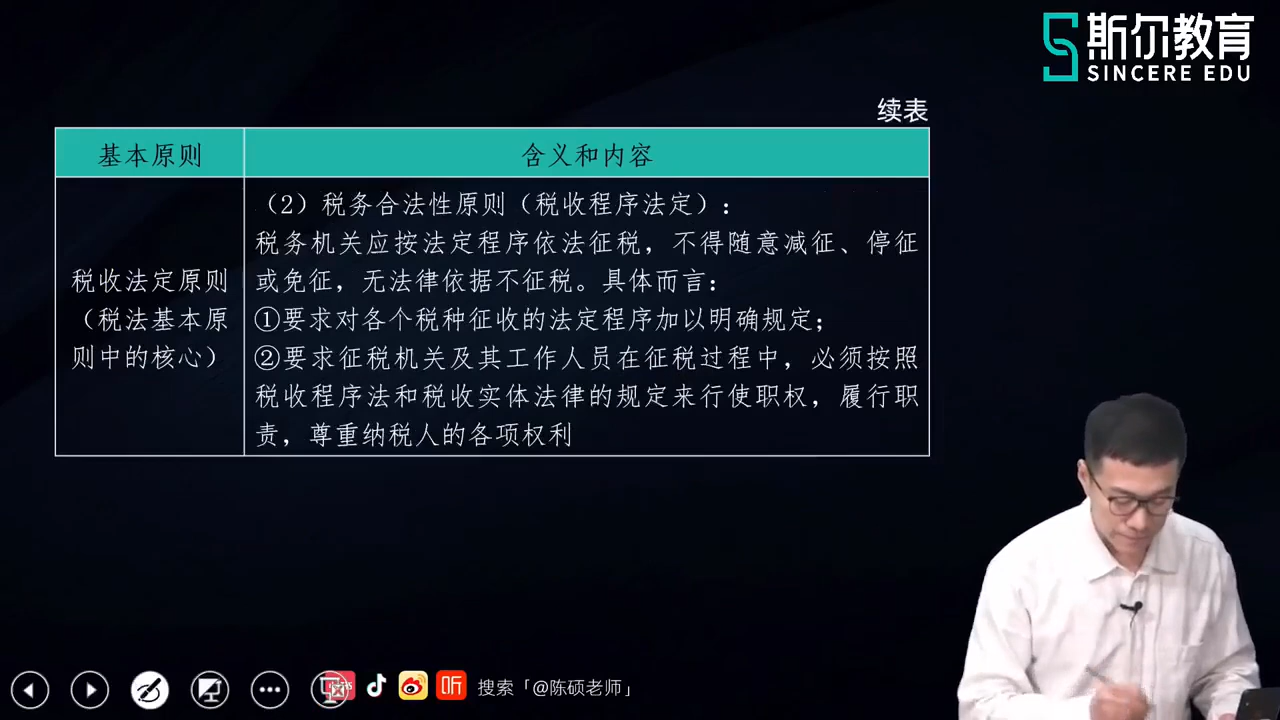 斯尔教育
SINCERE EDU
续表
基本原则
含义和内容
税收法定原则
（税法基本原
则中的核心）
（2）税务合法性原则（税收程序法定）：
税务机关应按法定程序依法征税，不得随意减征、停征
或免征，无法律依据不征税。具体而言：
①要求对各个税种征收的法定程序加以明确规定；
②要求征税机关及其工作人员在征税过程中，必须按照
税收程序法和税收实体法律的规定来行使职权，履行职
责，尊重纳税人的各项权利
听
搜索「@陈硕老师」